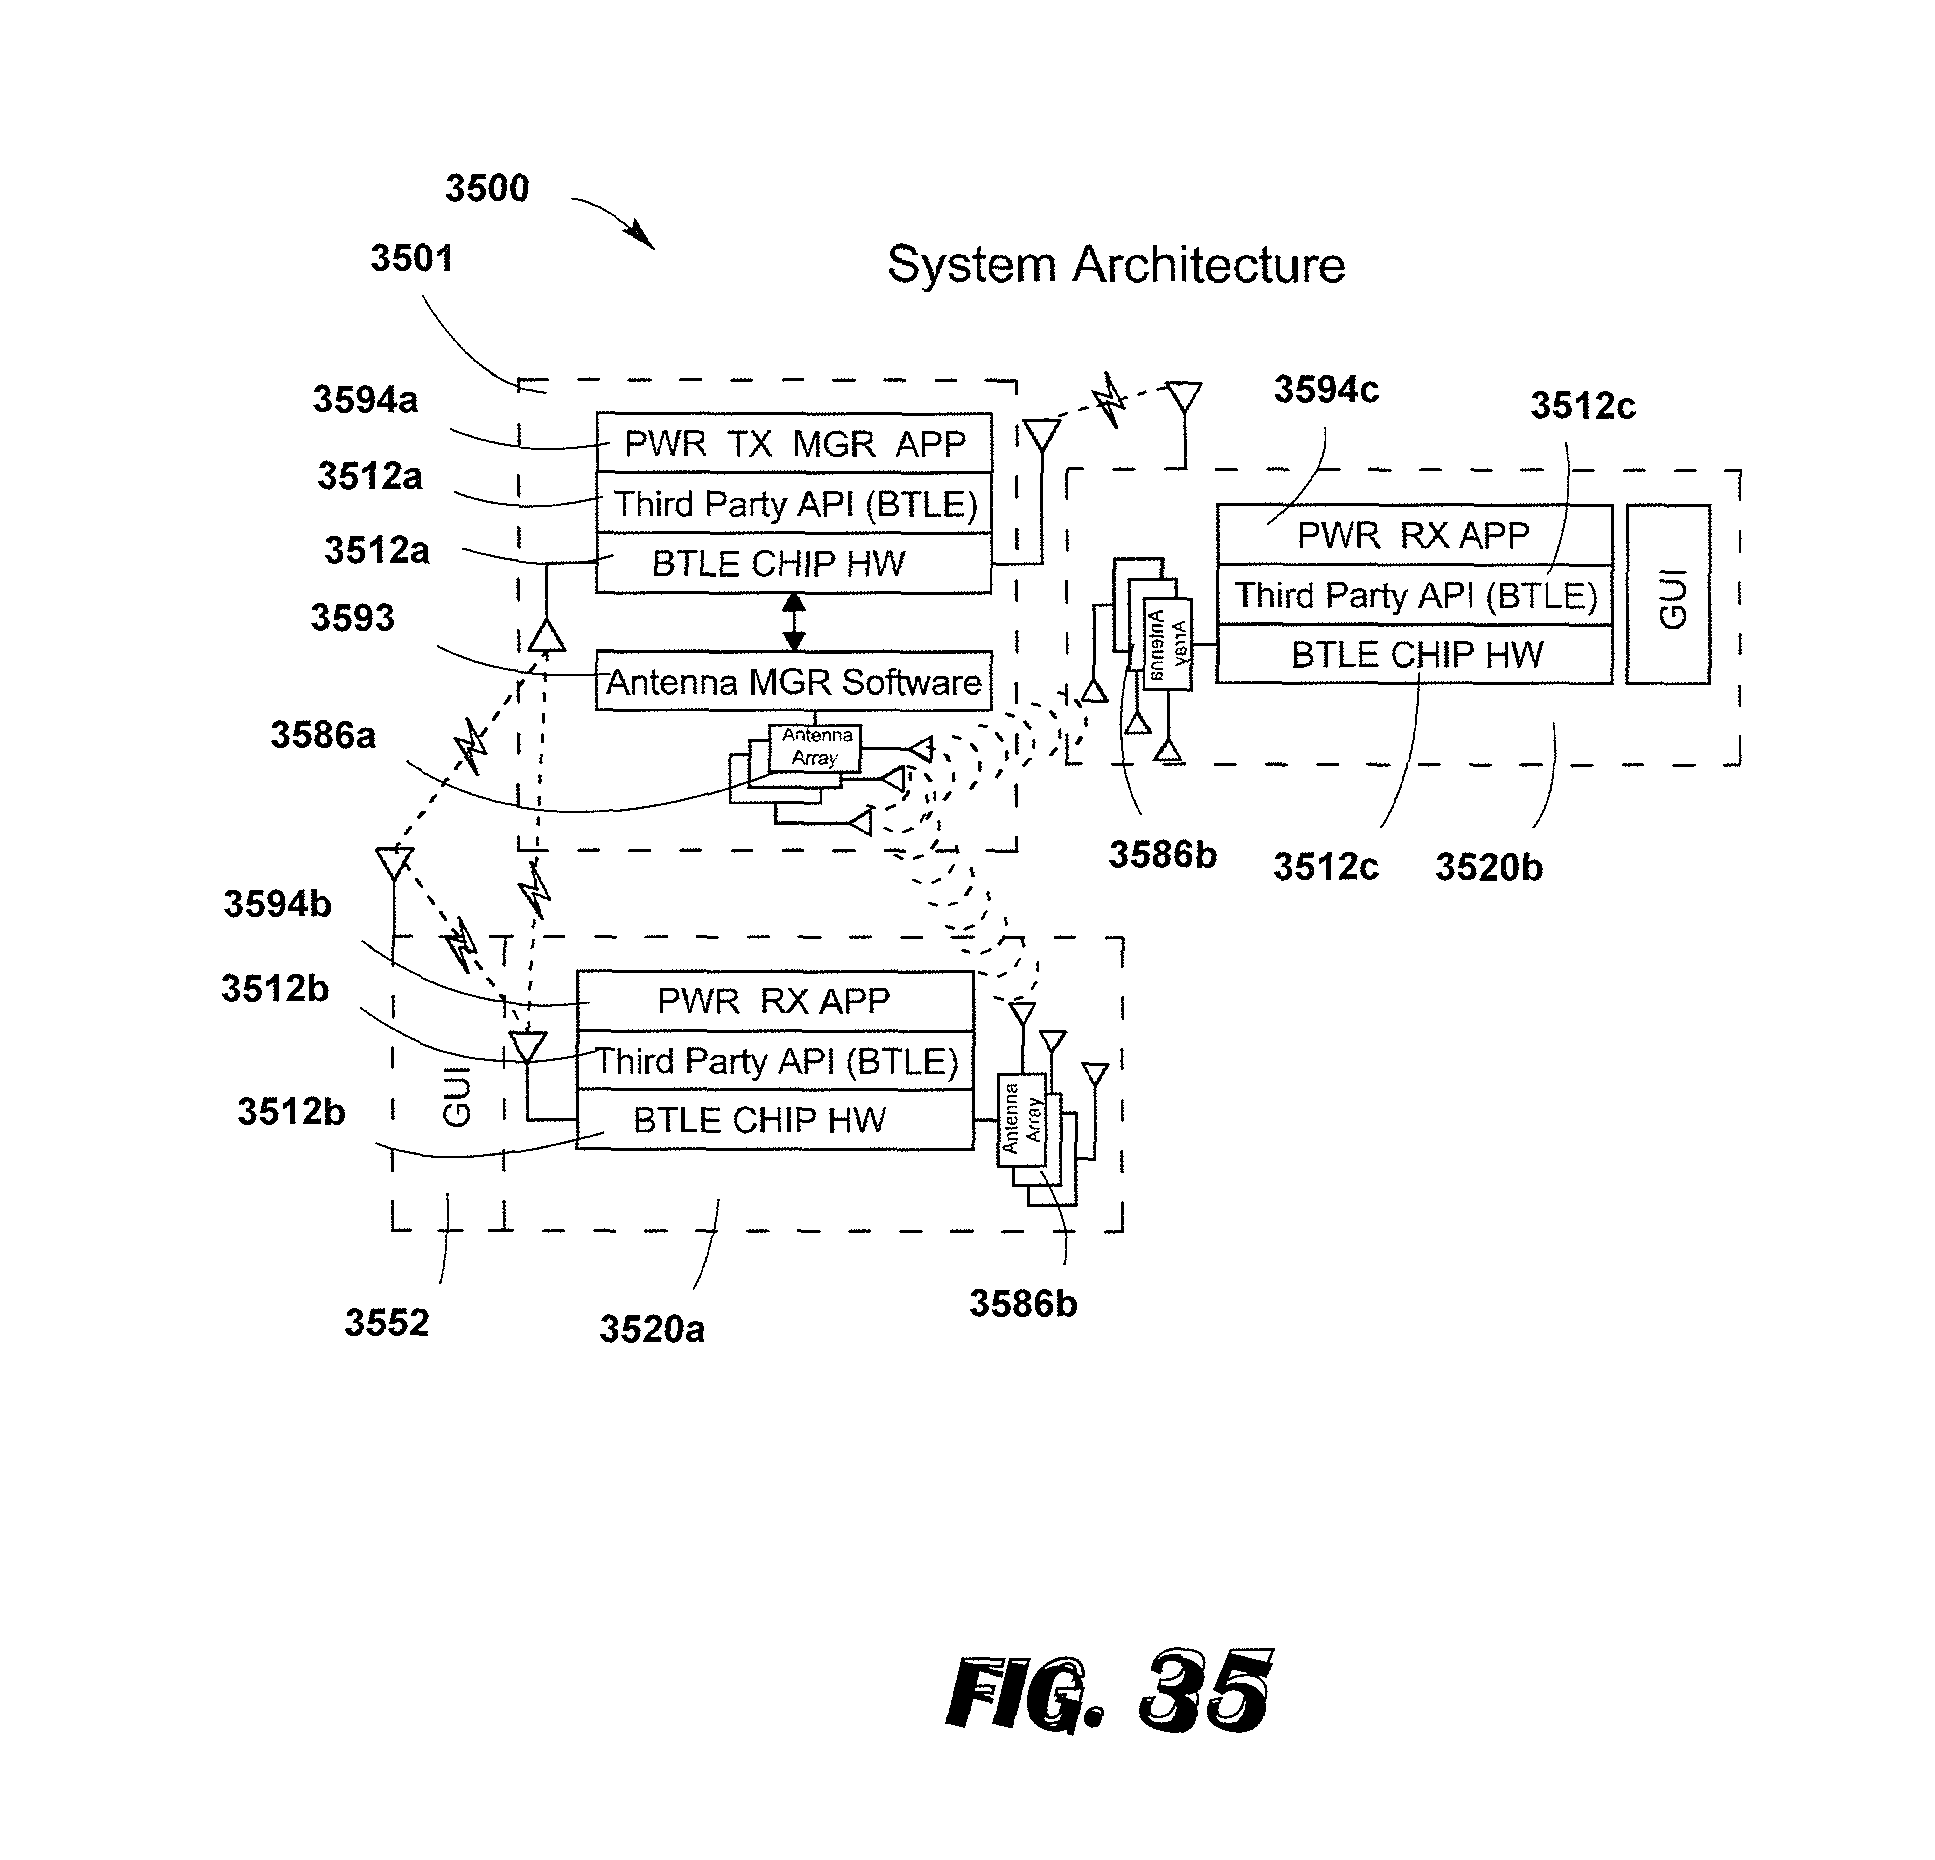 3500
System Architecture
3501
3594a
PWR TX MGR APP
3512a
Third Party API (BTLE)
3512a
BTLE CHIP HW
3593
Antenna MGR Software
3586a
Antenna
Array
3594c
3512c
PWR RX APP
Third Party API (BTLE)
BTLE CHIP HW
GUI
Antenna
Array
3586b
3512c
3520b
3594b
PWR RX APP
3512b
Third Party API (BTLE)
3512b
BTLE CHIP HW
GUI
Antenna
Array
3552
3520a
3586b
FIG. 35